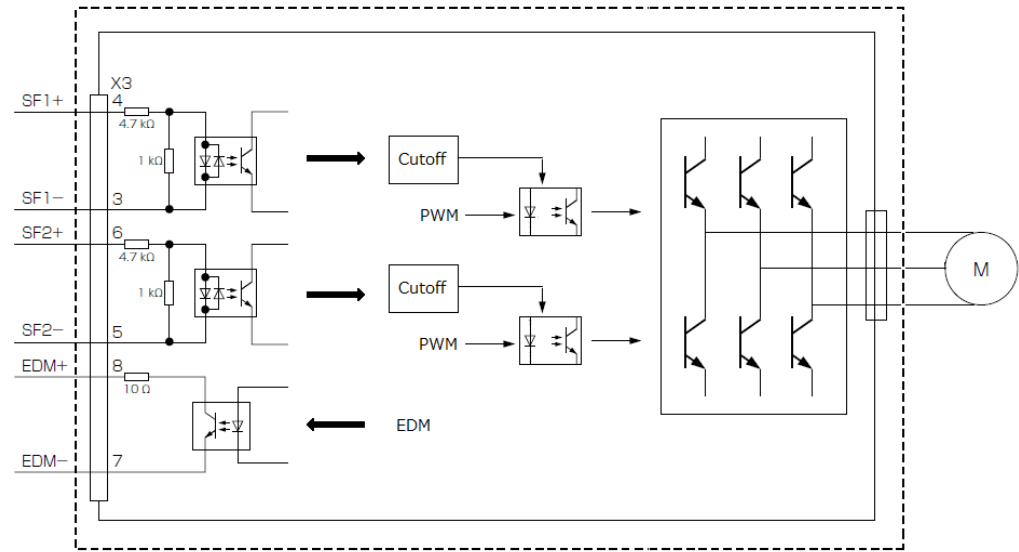 X3
SF1+
4
4.7 kΩ
1 kΩ
Cutoff
SF1−
3
PWM
SF2+
6
4.7 kΩ
M
1 kΩ
Cutoff
SF2−
5
PWM
EDM+
8
10 Ω
EDM
EDM−
7